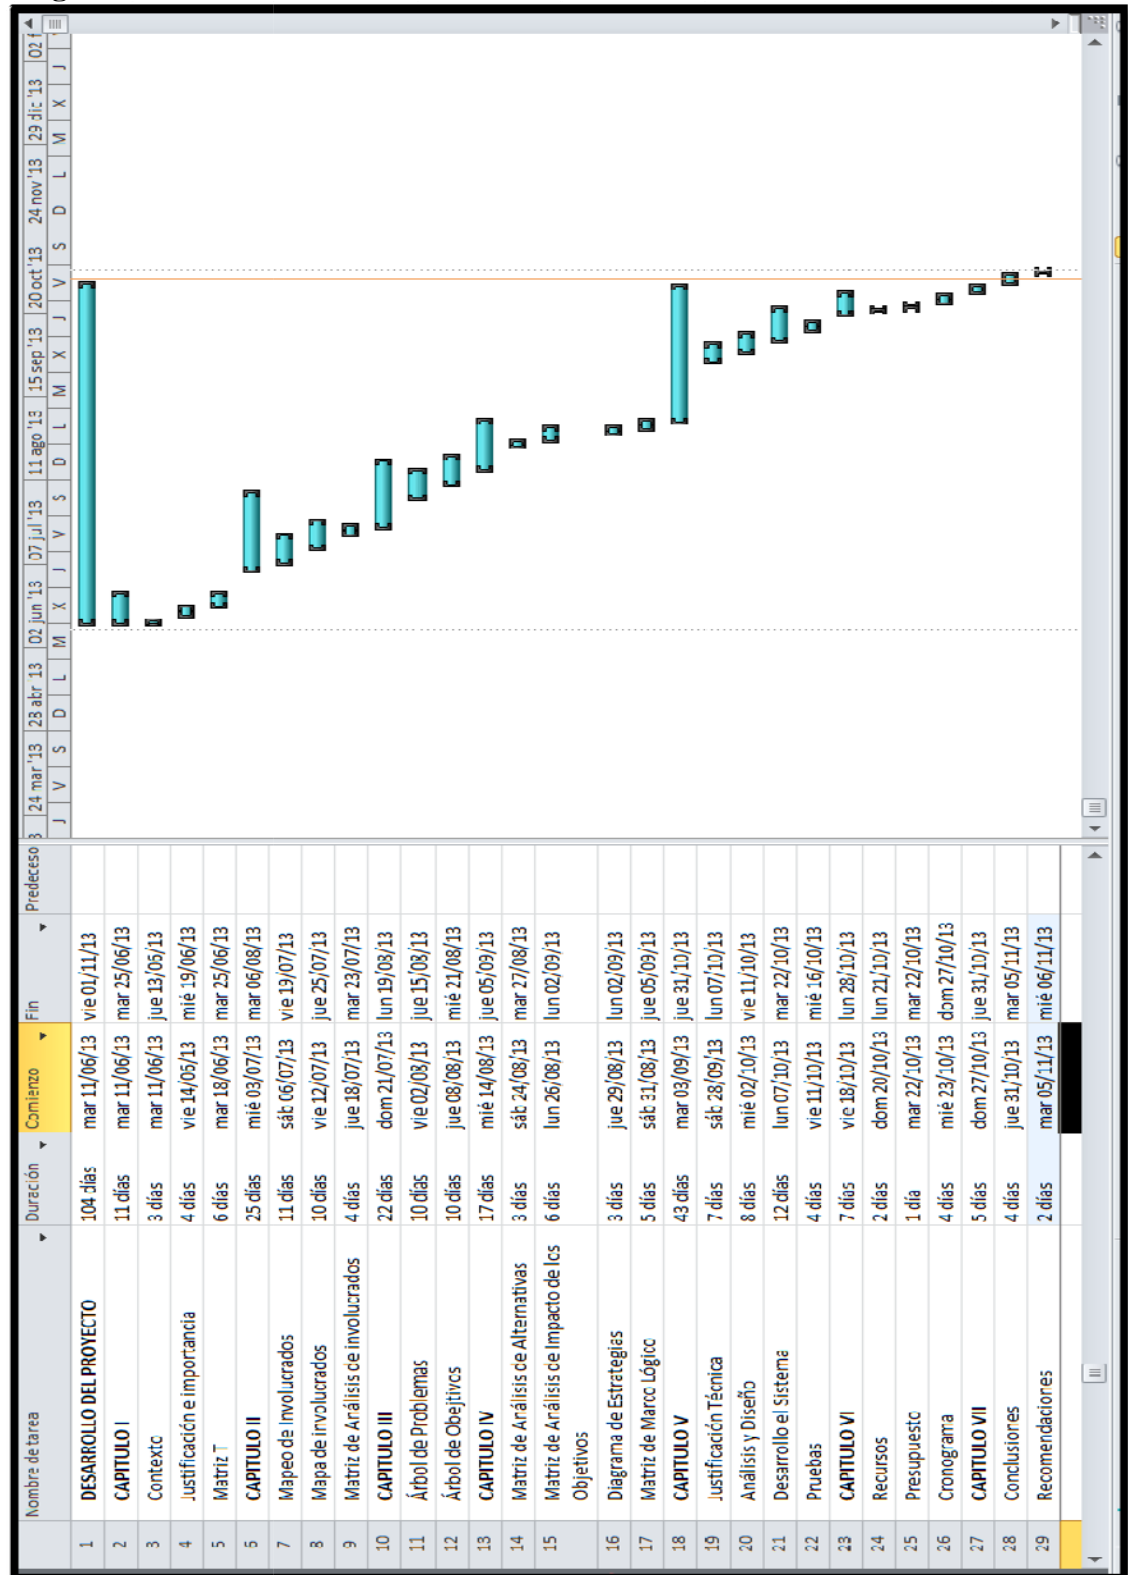 Nombre de tarea Duración Comienzo Fin Predeceso
24 mar '13 28 abr '13 02 jun '13 07 jul '13 11 ago '13 15 sep '13 20 oct '13 24 nov '13 29 dic '13 02 f
J V S D L M X J V S D L M X J V S D L M X J
1 DESARROLLO DEL PROYECTO 104 días mar 11/06/13 vie 01/11/13
2 CAPITULO I 11 días mar 11/06/13 mar 25/06/13
3 Contexto 3 días mar 11/06/13 jue 13/06/13
4 Justificación e importancia 4 días vie 14/06/13 mié 19/06/13
5 Matriz T 6 días mar 18/06/13 mar 25/06/13
6 CAPITULO II 25 días mié 03/07/13 mar 06/08/13
7 Mapeo de Involucrados 11 días sáb 06/07/13 vie 19/07/13
8 Mapa de involucrados 10 días vie 12/07/13 jue 25/07/13
9 Matriz de Análisis de involucrados 4 días jue 18/07/13 mar 23/07/13
10 CAPITULO III 22 días dom 21/07/13 lun 19/08/13
11 Árbol de Problemas 10 días vie 02/08/13 jue 15/08/13
12 Árbol de Obejtivos 10 días jue 08/08/13 mié 21/08/13
13 CAPITULO IV 17 días mié 14/08/13 jue 05/09/13
14 Matriz de Análisis de Alternativas 3 días sáb 24/08/13 mar 27/08/13
15 Matriz de Análisis de Impacto de los 6 días lun 26/08/13 lun 02/09/13
Objetivos
16 Diagrama de Estrategias 3 días jue 29/08/13 lun 02/09/13
17 Matriz de Marco Lógico 5 días sáb 31/08/13 jue 05/09/13
18 CAPITULO V 43 días mar 03/09/13 jue 31/10/13
19 Justificación Técnica 7 días sáb 28/09/13 lun 07/10/13
20 Análisis y Diseño 8 días mié 02/10/13 vie 11/10/13
21 Desarrollo el Sistema 12 días lun 07/10/13 mar 22/10/13
22 Pruebas 4 días vie 11/10/13 mié 16/10/13
23 CAPITULO VI 7 días vie 18/10/13 lun 28/10/13
24 Recursos 2 días dom 20/10/13 lun 21/10/13
25 Presupuesto 1 día mar 22/10/13 mar 22/10/13
26 Cronograma 4 días mié 23/10/13 dom 27/10/13
27 CAPITULO VII 5 días dom 27/10/13 jue 31/10/13
28 Conclusiones 4 días jue 31/10/13 mar 05/11/13
29 Recomendaciones 2 días mar 05/11/13 mié 06/11/13